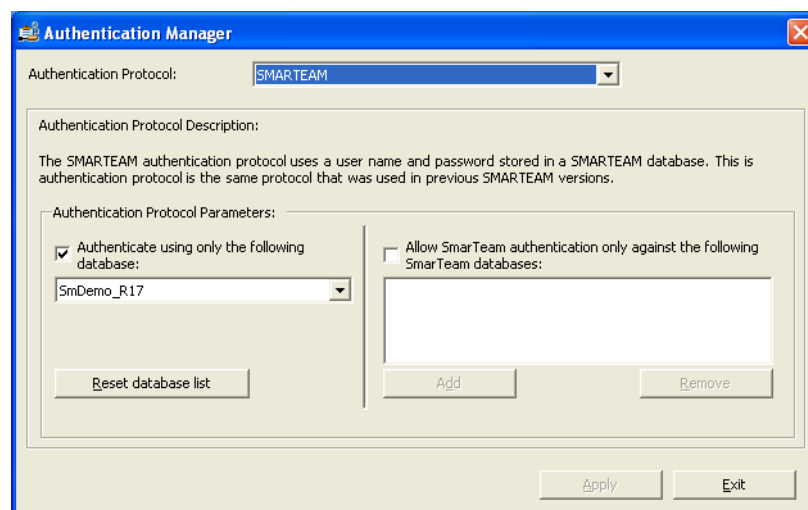 Authentication Manager
Authentication Protocol:
SMARTEAM
Authentication Protocol Description:
The SMARTEAM authentication protocol uses a user name and password stored in a SMARTEAM database. This is
authentication protocol is the same protocol that was used in previous SMARTEAM versions.
Authentication Protocol Parameters:
Authenticate using only the following
database:
SmDemo_R17
Reset database list
Allow SmarTeam authentication only against the following
SmarTeam databases:
Add
Remove
Apply
Exit